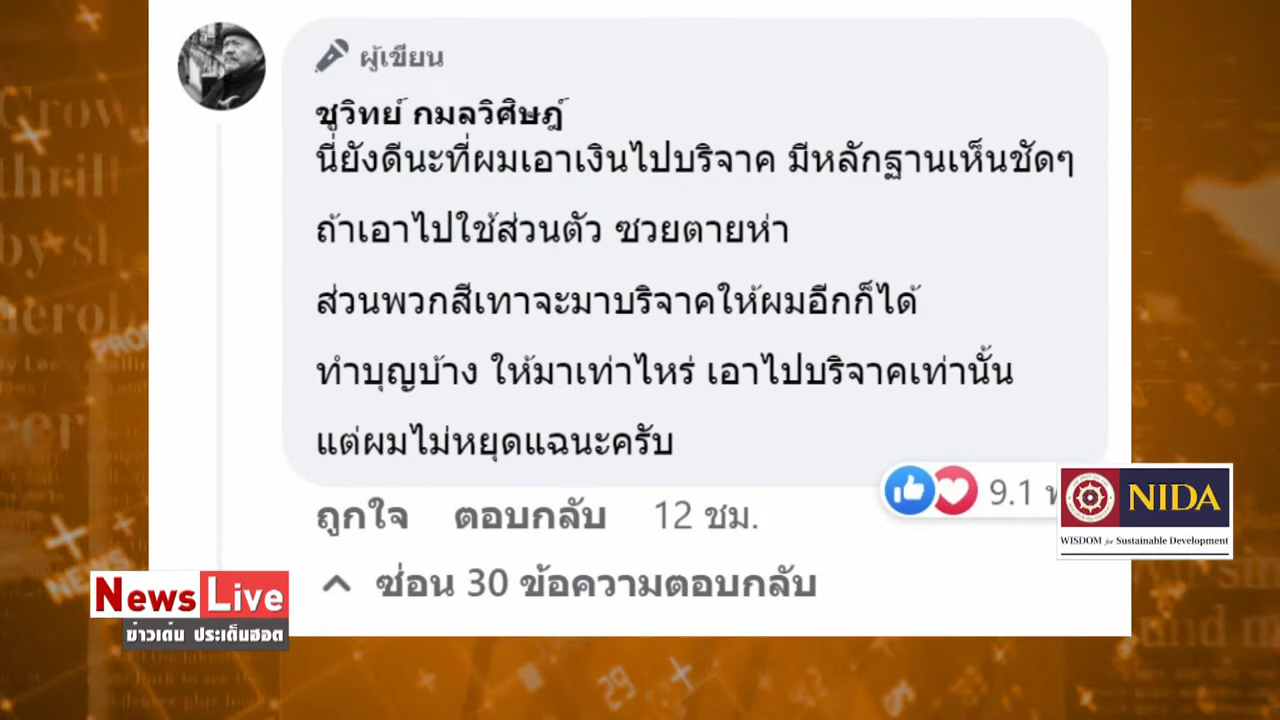 ผู้เขียน
ชูวิทย์ กมลวิศิษฎ์
นี่ยังดีนะที่ผมเอาเงินไปบริจาค มีหลักฐานเห็นชัดๆ
ถ้าเอาไปใช้ส่วนตัว ซวยตายห่า
ส่วนพวกสีเทาจะมาบริจาคให้ผมอีกก็ได้
ทำบุญบ้าง ให้มาเท่าไหร่ เอาไปบริจาคเท่านั้น
แต่ผมไม่หยุดแฉนะครับ
ถูกใจ ตอบกลับ 12 ชม.
9.1
ซ่อน 30 ข้อความตอบกลับ
NIDA
WISDOM for Sustainable Development
News Live
ข่าวเด่น ประเด็นฮอต